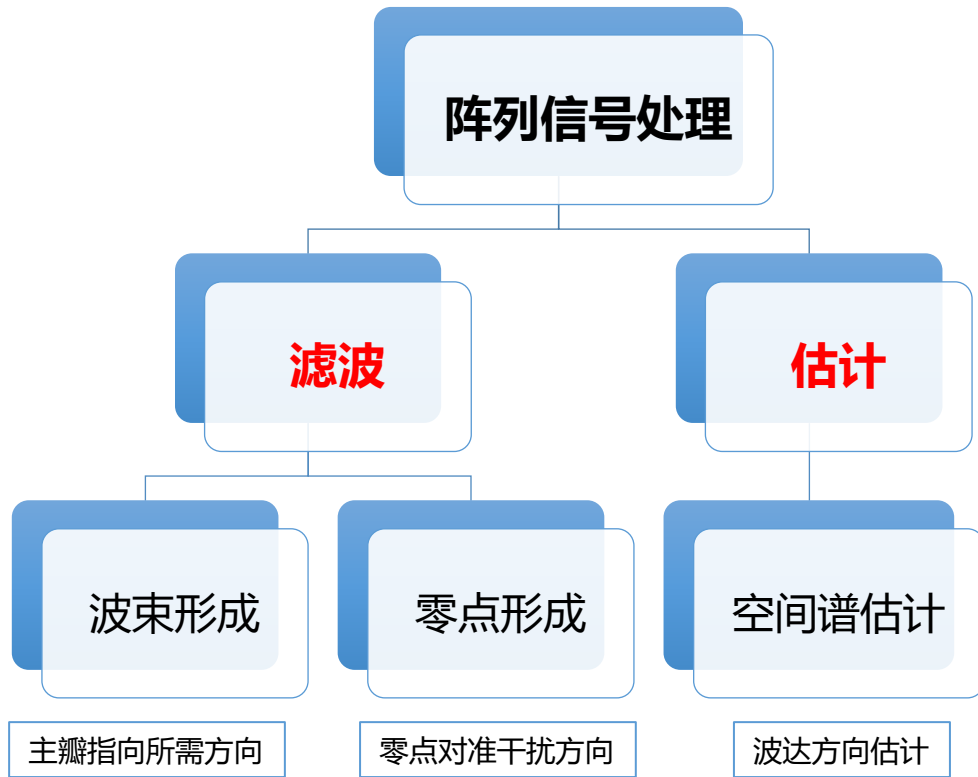 阵列信号处理
滤波
估计
波束形成
零点形成
空间谱估计
主瓣指向所需方向
零点对准干扰方向
波达方向估计